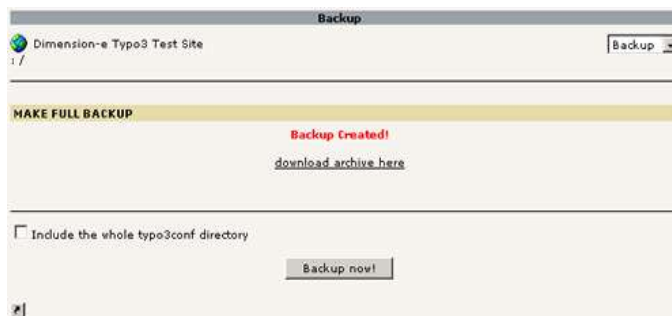 Backup
Dimension-e Typo3 Test Site
Backup
: /
MAKE FULL BACKUP
Backup Created!
download archive here
Include the whole typo3conf directory
Backup now!